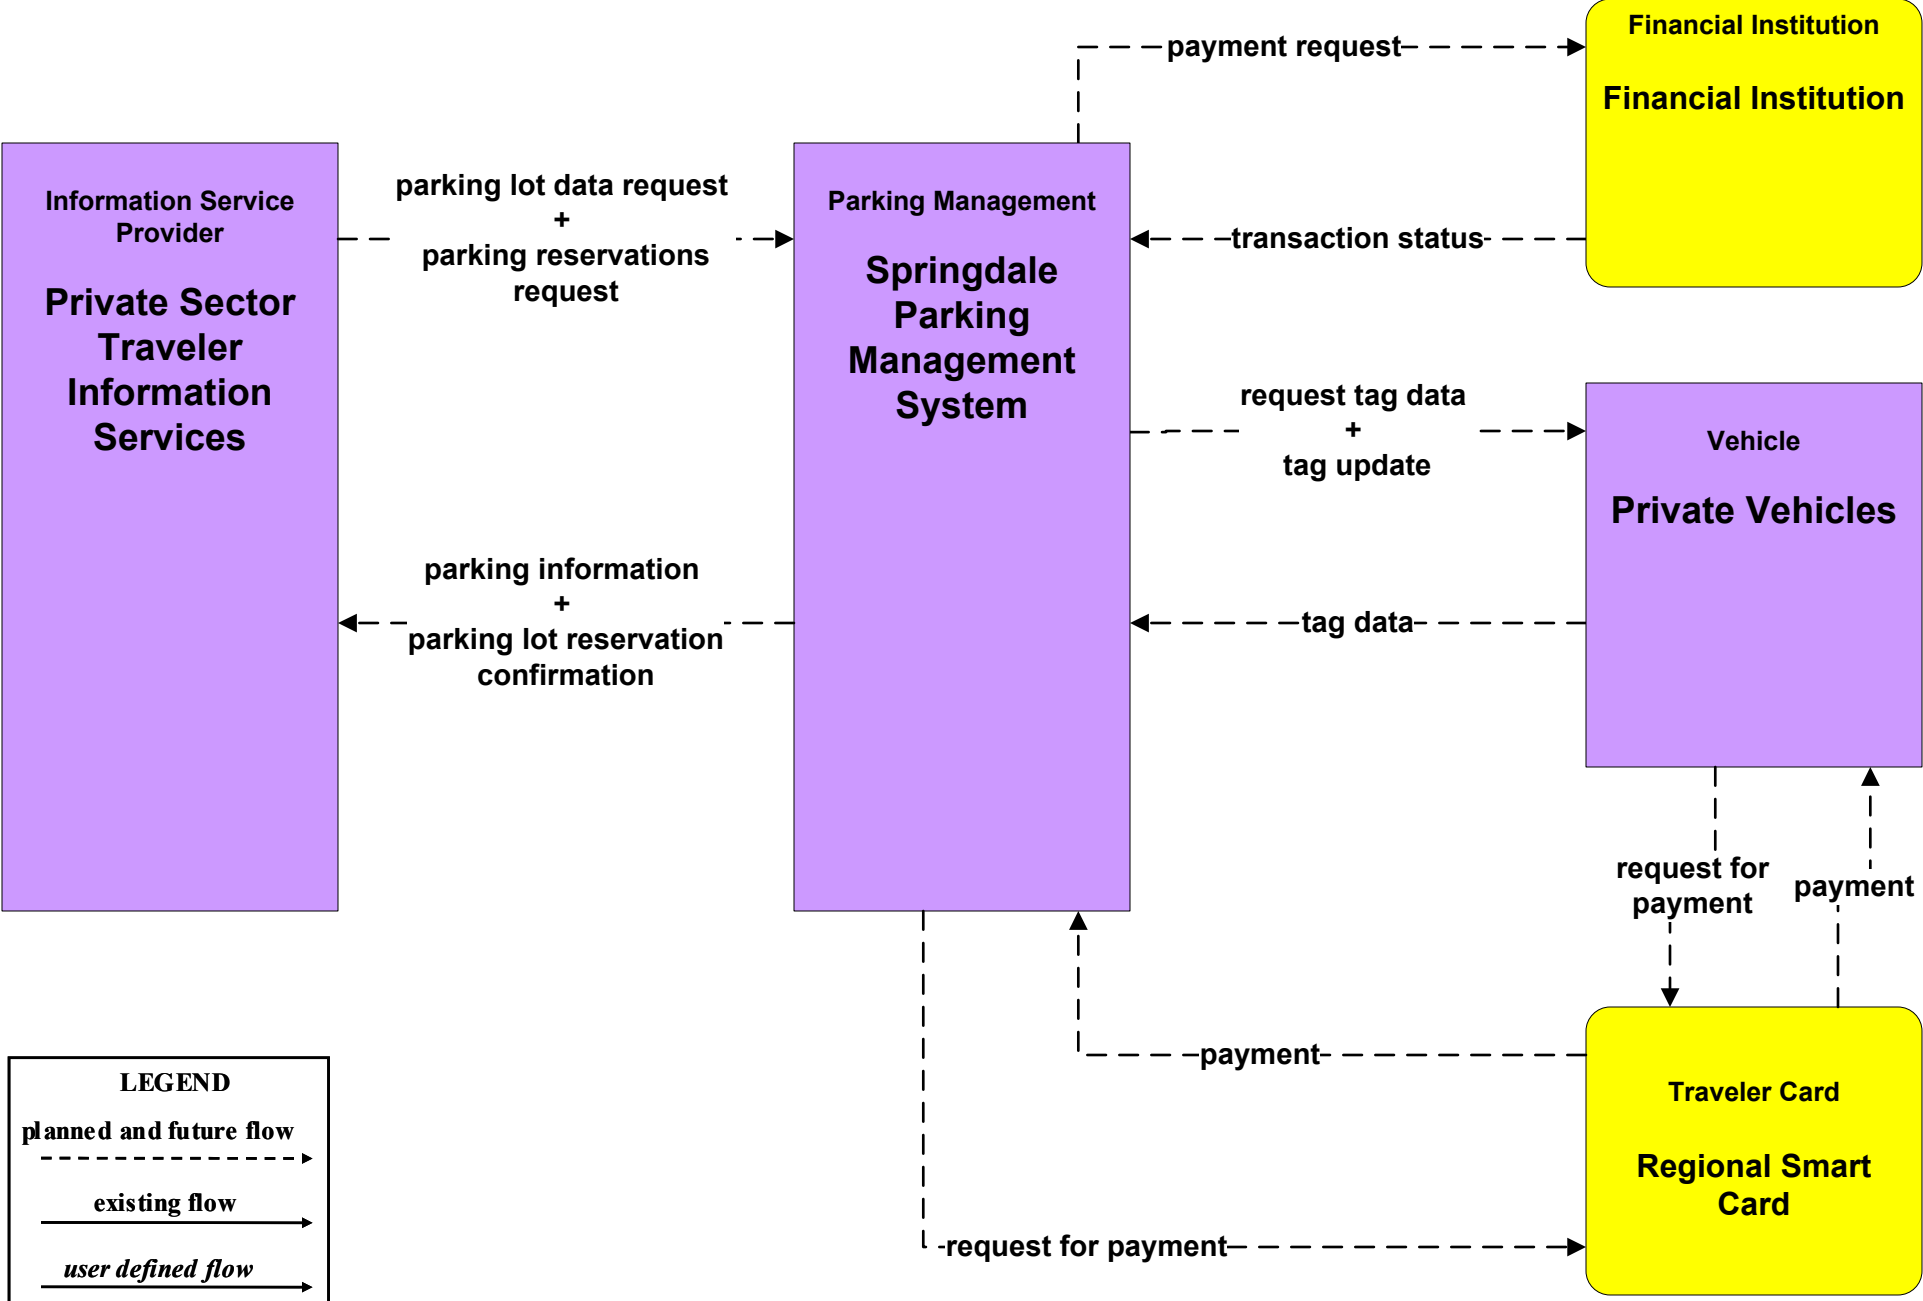 Financial Institution
Financial Institution
payment request
Information Service
Provider
Private Sector
Traveler
Information
Services
parking lot data request
+
parking reservations
request
Parking Management
Springdale
Parking
Management
System
transaction status
request tag data
+
tag update
Vehicle
Private Vehicles
parking information
+
parking lot reservation
confirmation
tag data
request for
payment
payment
payment
Traveler Card
Regional Smart
Card
request for payment
LEGEND
planned and future flow
existing flow
user defined flow